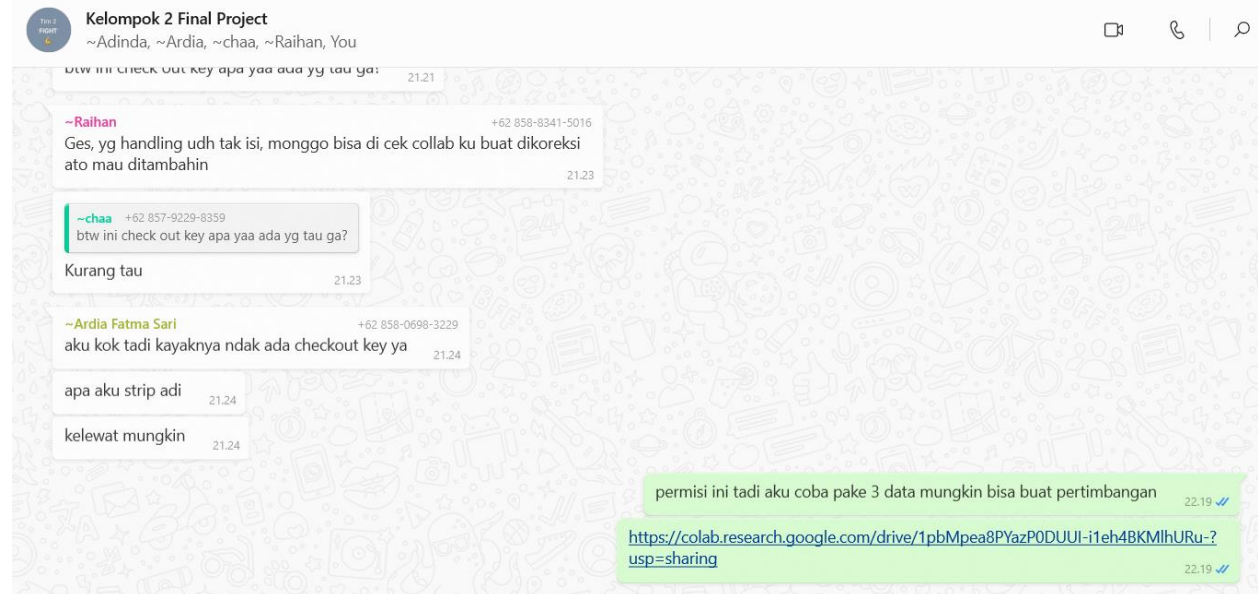 Tim 2
FIGHT
Kelompok 2 Final Project
~Adinda, ~Ardia, ~chaa, ~Raihan, You
btw ini check out key apa yaa ada yg tau ga?
21.21
~Raihan +62 858-8341-5016
Ges, yg handling udh tak isi, monggo bisa di cek collab ku buat dikoreksi
ato mau ditambahin
21.23
~chaa +62 857-9229-8359
btw ini check out key apa yaa ada yg tau ga?
Kurang tau
21.23
~Ardia Fatma Sari +62 858-0698-3229
aku kok tadi kayaknya ndak ada checkout key ya
21.24
apa aku strip adi
21.24
kelewat mungkin
21.24
permisi ini tadi aku coba pake 3 data mungkin bisa buat pertimbangan
22.19
https://colab.research.google.com/drive/1pbMpea8PYazP0DUUI-i1eh4BKMlhURu-?
usp=sharing
22.19